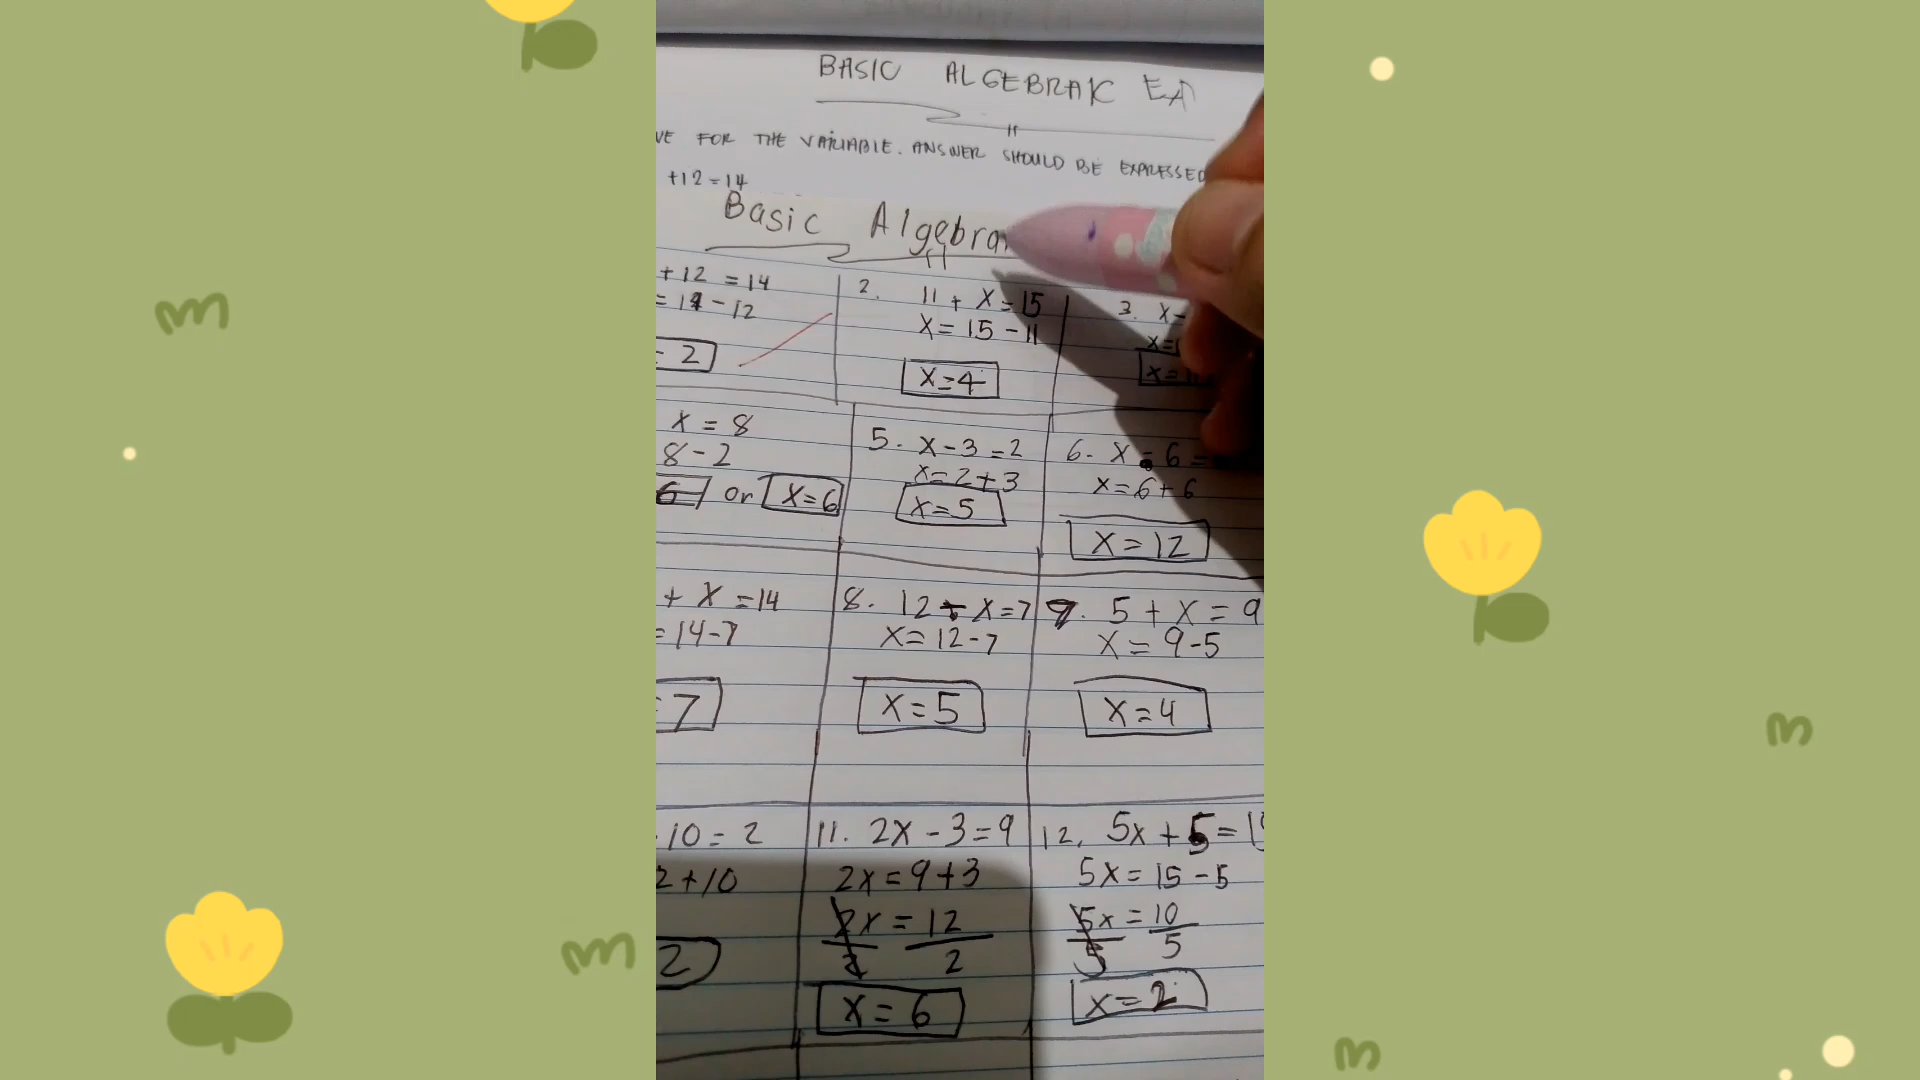 BASIC ALGEBRAIC EX
VE FOR THE VARIABLE. ANSWER SHOULD BE EXPRESSED
+12=14
Basic Algebra
+12 = 14
= 14 - 12
= 2
2. 11 + X = 15
X = 15 - 11
X = 4
3. X -
X =
X =
X = 8
8 - 2
6 or X = 6
5. X - 3 = 2
X = 2 + 3
X = 5
6. X - 6 =
X = 6 + 6
X = 12
+ X = 14
= 14 - 7
= 7
8. 12 - X = 7
X = 12 - 7
X = 5
9. 5 + X = 9
X = 9 - 5
X = 4
10 = 2
2 + 10
2
11. 2X - 3 = 9
2X = 9 + 3
2X = 12
2 2
X = 6
12. 5X + 5 =
5X = 15 - 5
5X = 10
5 5
X = 2